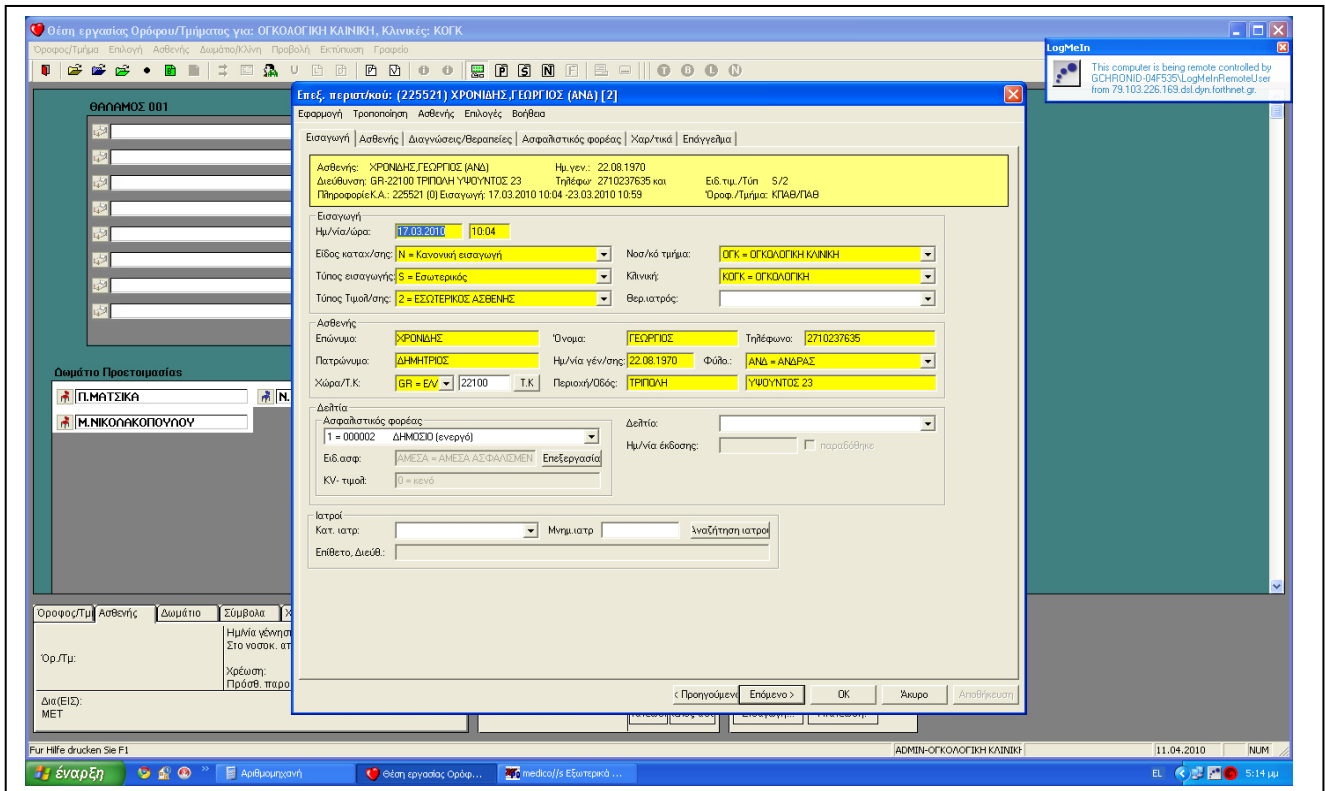 Θέση εργασίας Ορόφου/Τμήματος για: ΟΓΚΟΛΟΓΙΚΗ ΚΛΙΝΙΚΗ, Κλινικές: ΚΟΓΚ
Όροφος/Τμήμα Επιλογή Ασθενής Δωμάτιο/Κλίνη Προβολή Εκτύπωση Γραφείο
LogMeIn
This computer is being remote controlled by
GCHRONID-04F535\LogMeInRemoteUser
from 79.103.226.169.dsl.dyn.forthnet.gr.
ΘΑΛΑΜΟΣ 001
Επεξ. περιστ/κού: (225521) ΧΡΟΝΙΔΗΣ,ΓΕΩΡΓΙΟΣ (ΑΝΔ) [2]
Εφαρμογή Τροποποίηση Ασθενής Επιλογές Βοήθεια
Εισαγωγή Ασθενής Διαγνώσεις/Θεραπείες Ασφαλιστικός φορέας Χαρ/τικά Επάγγελμα
Ασθενής: ΧΡΟΝΙΔΗΣ,ΓΕΩΡΓΙΟΣ (ΑΝΔ) Ημ.γεν.: 22.08.1970
Διεύθυνση: GR-22100 ΤΡΙΠΟΛΗ ΥΨΟΥΝΤΟΣ 23 Τηλέφων 2710237635 και Ειδ.τιμ./Τύπ S/2
ΠληροφορίεΚ.Α.: 225521 (0) Εισαγωγή: 17.03.2010 10:04 -23.03.2010 10:59 Όροφ./Τμήμα: ΚΠΑΘ/ΠΑΘ
Εισαγωγή
Ημ/νία/ώρα: 17.03.2010 10:04
Είδος καταχ/σης: N = Κανονική εισαγωγή Νοσ/κό τμήμα: ΟΓΚ = ΟΓΚΟΛΟΓΙΚΗ ΚΛΙΝΙΚΗ
Τύπος εισαγωγής: S = Εσωτερικός Κλινική: ΚΟΓΚ = ΟΓΚΟΛΟΓΙΚΗ
Τύπος Τιμολ/σης: 2 = ΕΣΩΤΕΡΙΚΟΣ ΑΣΘΕΝΗΣ Θερ.ιατρός:
Ασθενής
Επώνυμο: ΧΡΟΝΙΔΗΣ Όνομα: ΓΕΩΡΓΙΟΣ Τηλέφωνο: 2710237635
Πατρώνυμο: ΔΗΜΗΤΡΙΟΣ Ημ/νία γέν/σης: 22.08.1970 Φύλο.: ΑΝΔ = ΑΝΔΡΑΣ
Χώρα/Τ.Κ: GR = ΕΛ/ 22100 Τ.Κ Περιοχή/Οδός: ΤΡΙΠΟΛΗ ΥΨΟΥΝΤΟΣ 23
Δωμάτιο Προετοιμασίας
Π.ΜΑΤΣΙΚΑ Ν.
Μ.ΝΙΚΟΛΑΚΟΠΟΥΛΟΥ
Δελτία
Ασφαλιστικός φορέας Δελτίο:
1 = 000002 ΔΗΜΟΣΙΟ (ενεργό)
Ημ/νία έκδοσης: παραδόθηκε
Ειδ.ασφ: ΑΜΕΣΑ = ΑΜΕΣΑ ΑΣΦΑΛΙΣΜΕΝ Επεξεργασία
KV- τιμολ: 0 = κενό
Ιατροί
Κατ. ιατρ: Μνημ.ιατρ Αναζήτηση ιατρού
Επίθετο, Διεύθ.:
Όροφος/Τμ Ασθενής Δωμάτιο Σύμβολα Χ
Ημ/νία γέννησ
Στο νοσοκ. απ
Όρ./Τμ:
Χρέωση:
Πρόσθ. παρο
Δια(ΕΙΣ):
ΜΕΤ
< Προηγούμενο Επόμενο > OK Άκυρο Αποθήκευση
Fur Hilfe drucken Sie F1 ADMIN-ΟΓΚΟΛΟΓΙΚΗ ΚΛΙΝΙΚΗ 11.04.2010 NUM
έναρξη Αριθμομηχανή Θέση εργασίας Ορόφ... medico//s Εξωτερικά ... EL 5:14 μμ